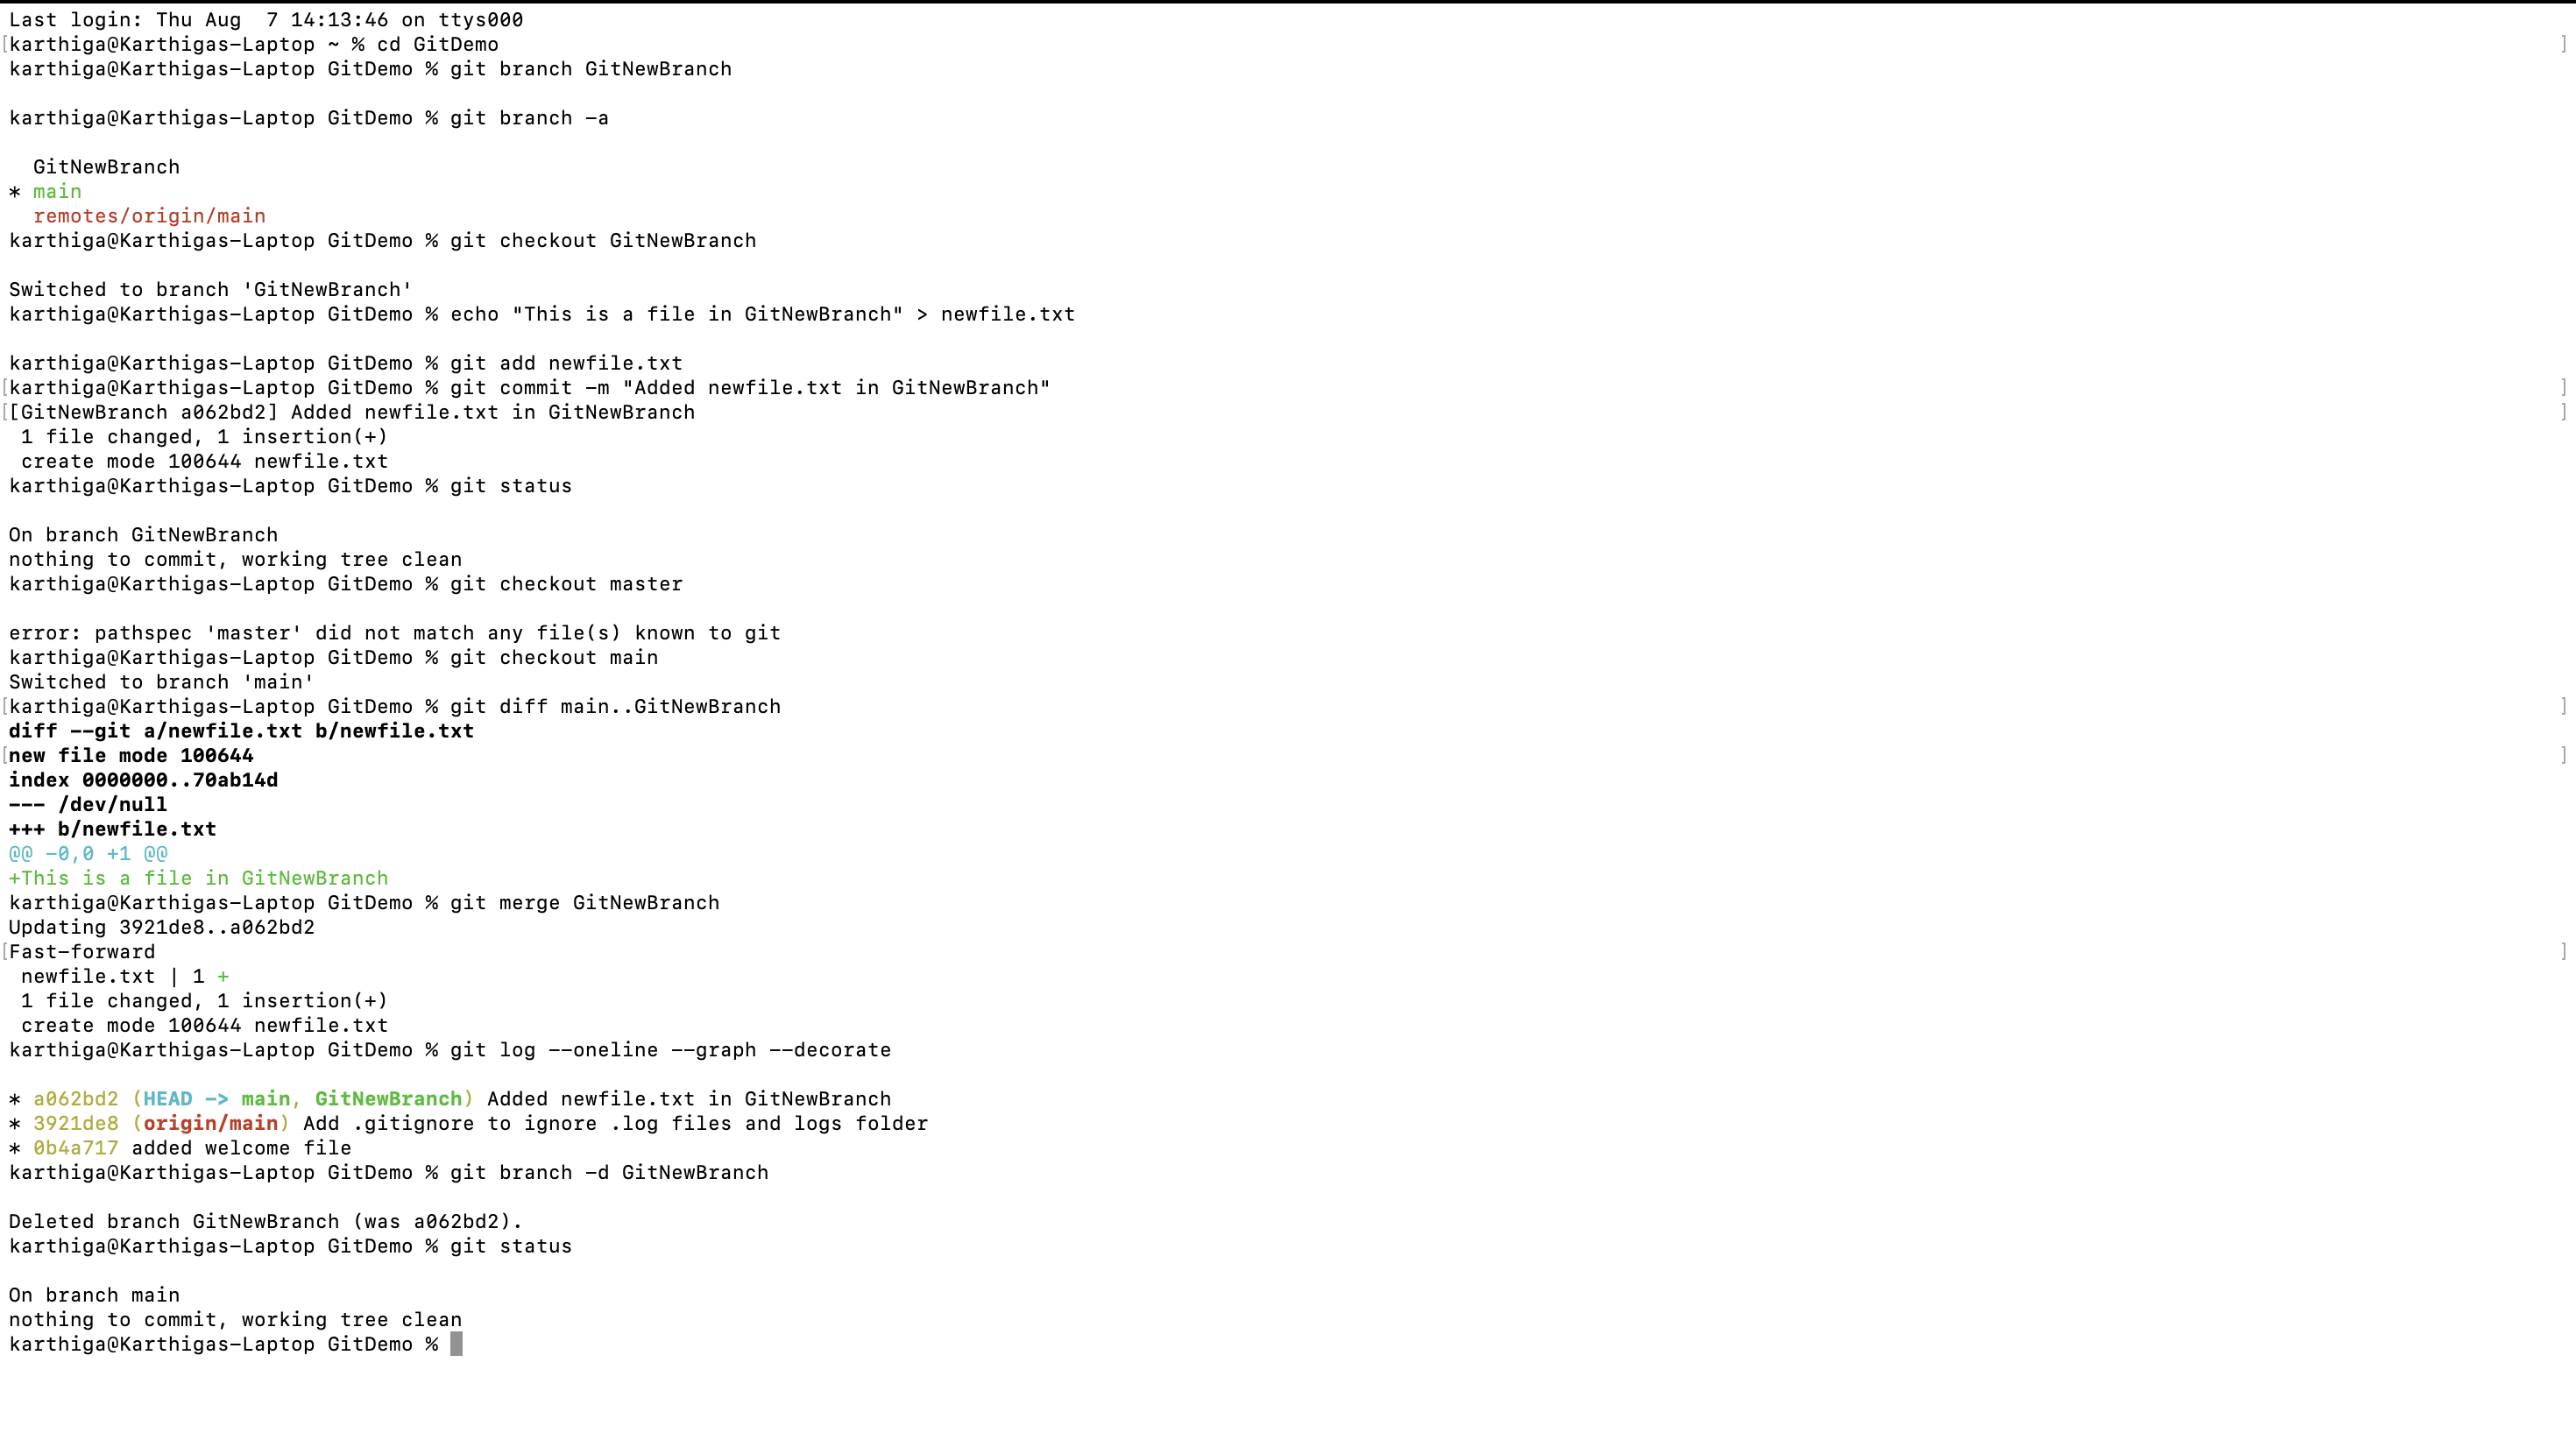 Last login: Thu Aug  7 14:13:46 on ttys000
[karthiga@Karthigas-Laptop ~ % cd GitDemo ]
karthiga@Karthigas-Laptop GitDemo % git branch GitNewBranch
karthiga@Karthigas-Laptop GitDemo % git branch -a
  GitNewBranch
* main
  remotes/origin/main
karthiga@Karthigas-Laptop GitDemo % git checkout GitNewBranch
Switched to branch 'GitNewBranch'
karthiga@Karthigas-Laptop GitDemo % echo "This is a file in GitNewBranch" > newfile.txt
karthiga@Karthigas-Laptop GitDemo % git add newfile.txt
[karthiga@Karthigas-Laptop GitDemo % git commit -m "Added newfile.txt in GitNewBranch" ]
[[GitNewBranch a062bd2] Added newfile.txt in GitNewBranch ]
 1 file changed, 1 insertion(+)
 create mode 100644 newfile.txt
karthiga@Karthigas-Laptop GitDemo % git status
On branch GitNewBranch
nothing to commit, working tree clean
karthiga@Karthigas-Laptop GitDemo % git checkout master
error: pathspec 'master' did not match any file(s) known to git
karthiga@Karthigas-Laptop GitDemo % git checkout main
Switched to branch 'main'
[karthiga@Karthigas-Laptop GitDemo % git diff main..GitNewBranch ]
diff --git a/newfile.txt b/newfile.txt
[new file mode 100644 ]
index 0000000..70ab14d
--- /dev/null
+++ b/newfile.txt
@@ -0,0 +1 @@
+This is a file in GitNewBranch
karthiga@Karthigas-Laptop GitDemo % git merge GitNewBranch
Updating 3921de8..a062bd2
[Fast-forward ]
 newfile.txt | 1 +
 1 file changed, 1 insertion(+)
 create mode 100644 newfile.txt
karthiga@Karthigas-Laptop GitDemo % git log --oneline --graph --decorate
* a062bd2 (HEAD -> main, GitNewBranch) Added newfile.txt in GitNewBranch
* 3921de8 (origin/main) Add .gitignore to ignore .log files and logs folder
* 0b4a717 added welcome file
karthiga@Karthigas-Laptop GitDemo % git branch -d GitNewBranch
Deleted branch GitNewBranch (was a062bd2).
karthiga@Karthigas-Laptop GitDemo % git status
On branch main
nothing to commit, working tree clean
karthiga@Karthigas-Laptop GitDemo %